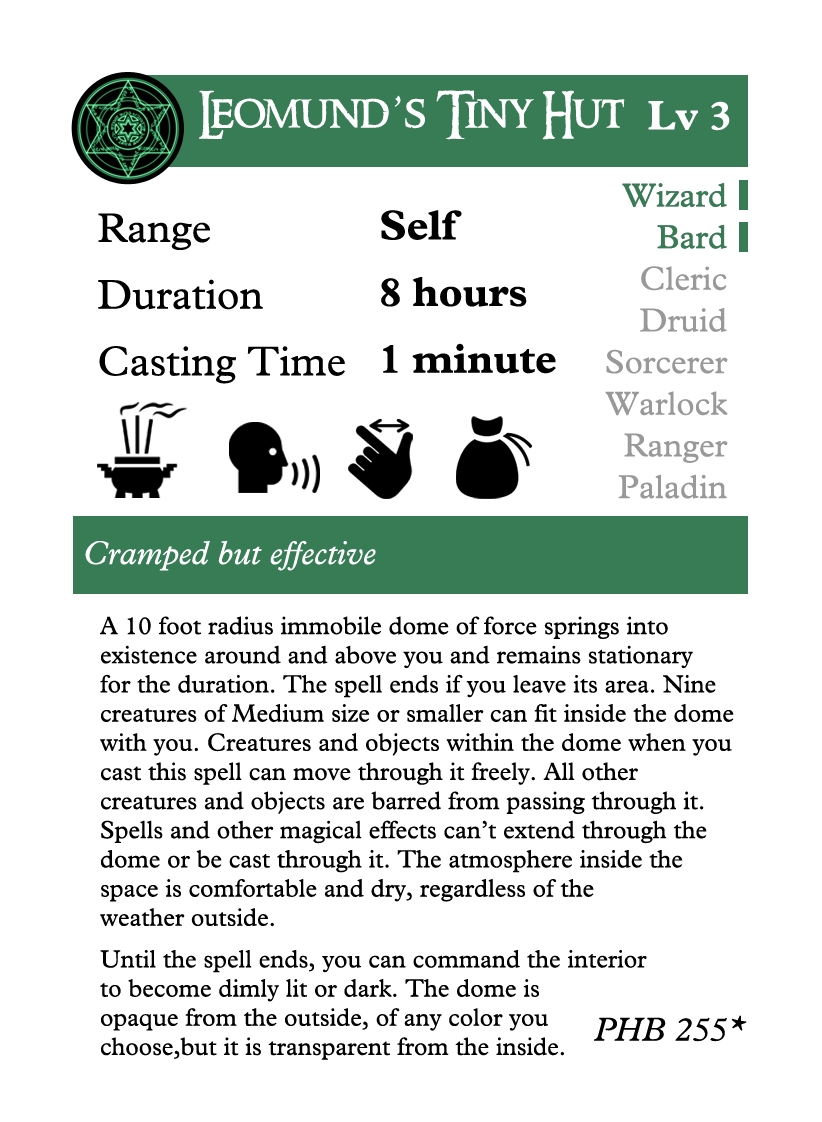 Leomund's Tiny Hut Lv 3
Range Self
Duration 8 hours
Casting Time 1 minute
Wizard
Bard
Cleric
Druid
Sorcerer
Warlock
Ranger
Paladin
Cramped but effective
A 10 foot radius immobile dome of force springs into
existence around and above you and remains stationary
for the duration. The spell ends if you leave its area. Nine
creatures of Medium size or smaller can fit inside the dome
with you. Creatures and objects within the dome when you
cast this spell can move through it freely. All other
creatures and objects are barred from passing through it.
Spells and other magical effects can’t extend through the
dome or be cast through it. The atmosphere inside the
space is comfortable and dry, regardless of the
weather outside.
Until the spell ends, you can command the interior
to become dimly lit or dark. The dome is
opaque from the outside, of any color you
choose,but it is transparent from the inside.
PHB 255*